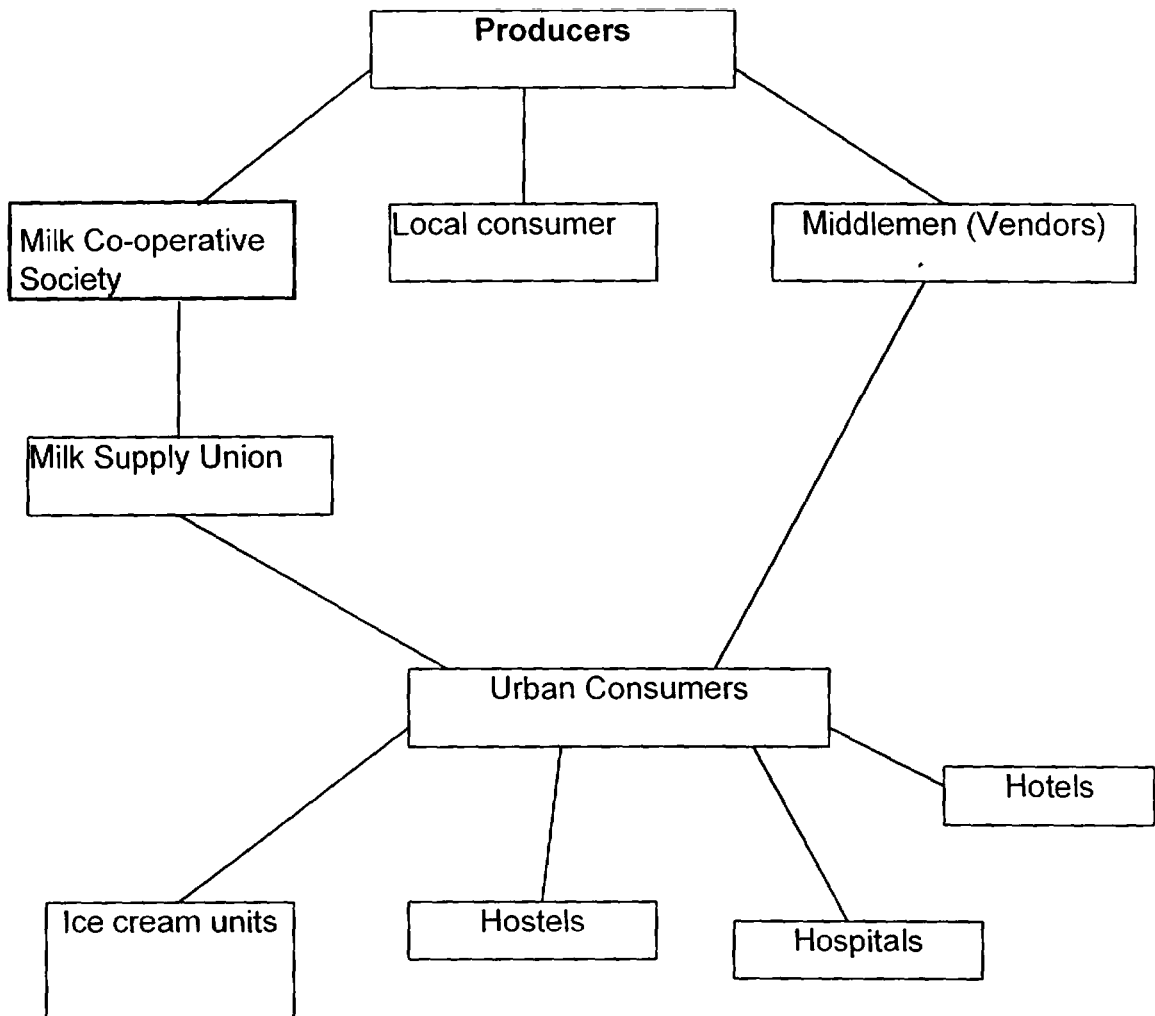 Producers
Milk Co-operative
Society
Local consumer
Middlemen (Vendors)
Milk Supply Union
Urban Consumers
Hotels
Ice cream units
Hostels
Hospitals